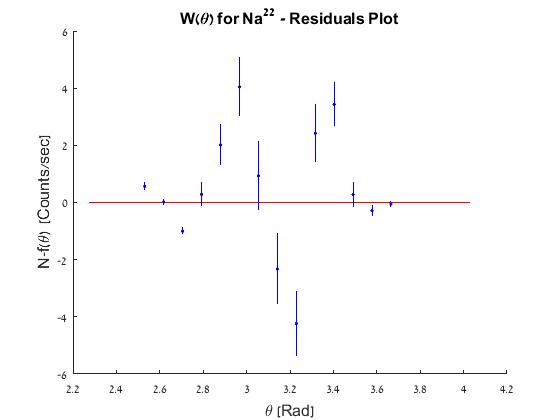 W(θ) for Na²² - Residuals Plot
N-f(θ) [Counts/sec]
6
4
2
0
-2
-4
-6
2.2 2.4 2.6 2.8 3 3.2 3.4 3.6 3.8 4 4.2
θ [Rad]